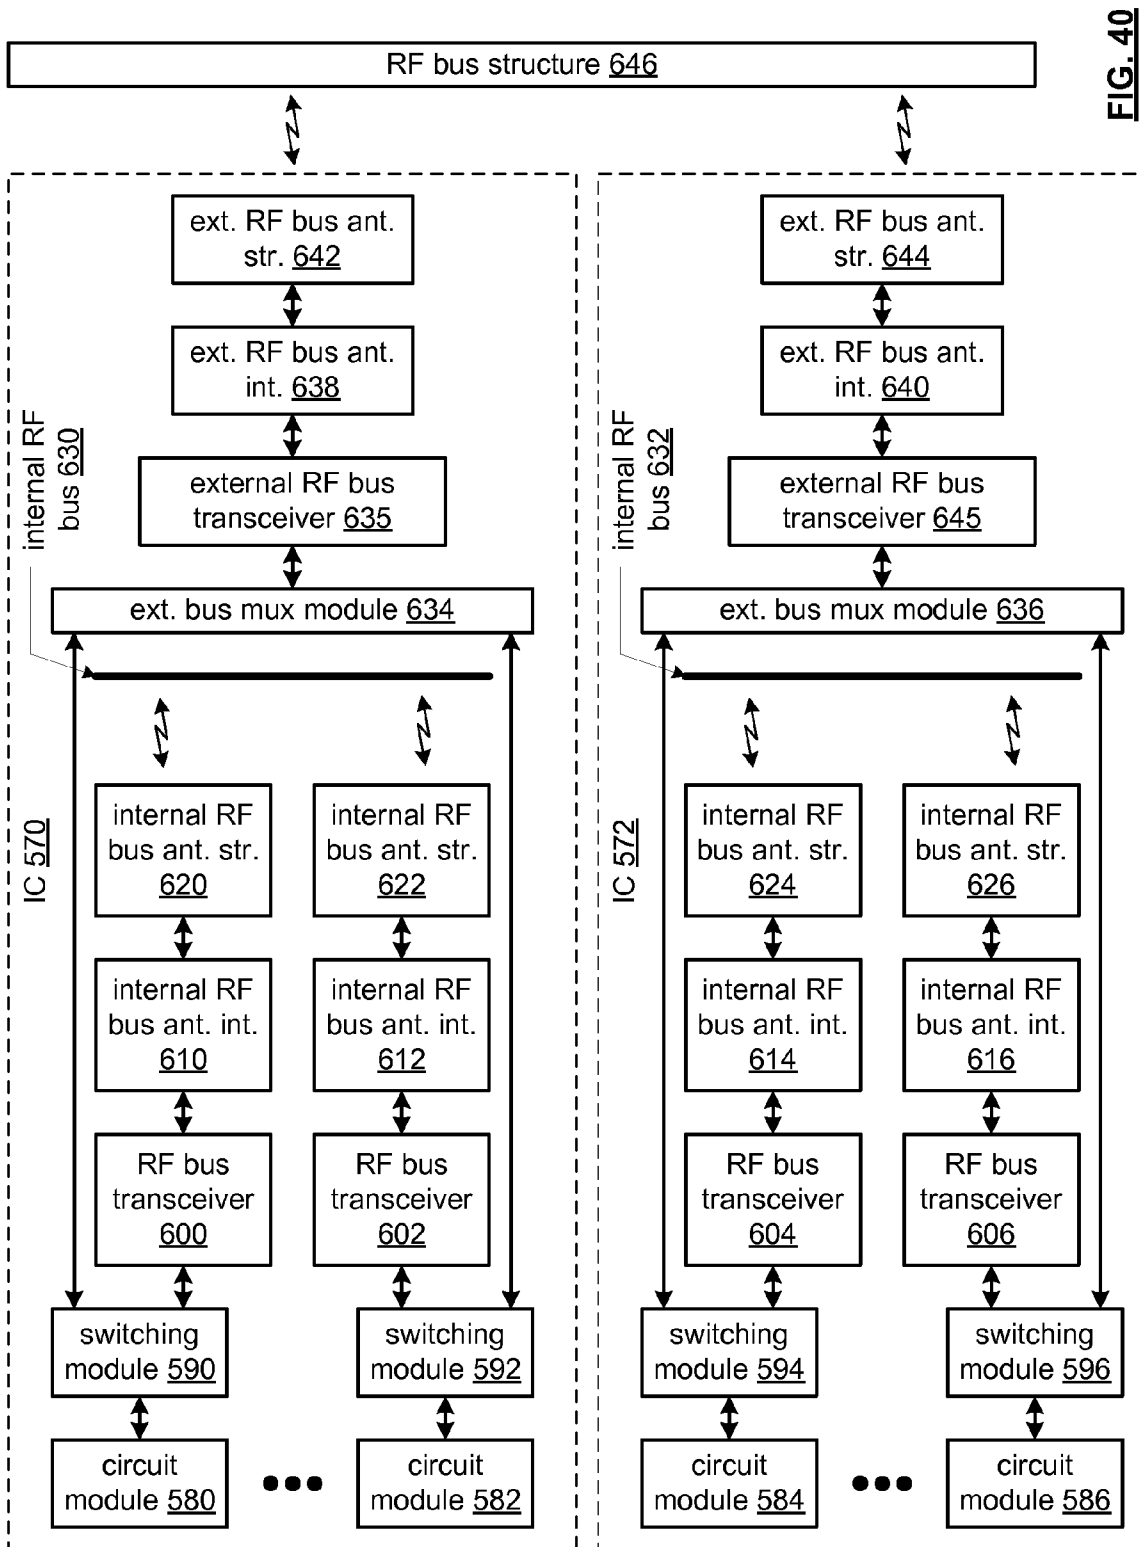 FIG. 40
RF bus structure 646
ext. RF bus ant.
str. 642
ext. RF bus ant.
str. 644
ext. RF bus ant.
int. 638
ext. RF bus ant.
int. 640
internal RF
bus 630
external RF bus
transceiver 635
internal RF
bus 632
external RF bus
transceiver 645
ext. bus mux module 634
ext. bus mux module 636
IC 570
internal RF
bus ant. str.
620
internal RF
bus ant. str.
622
IC 572
internal RF
bus ant. str.
624
internal RF
bus ant. str.
626
internal RF
bus ant. int.
610
internal RF
bus ant. int.
612
internal RF
bus ant. int.
614
internal RF
bus ant. int.
616
RF bus
transceiver
600
RF bus
transceiver
602
RF bus
transceiver
604
RF bus
transceiver
606
switching
module 590
switching
module 592
switching
module 594
switching
module 596
circuit
module 580
circuit
module 582
circuit
module 584
circuit
module 586